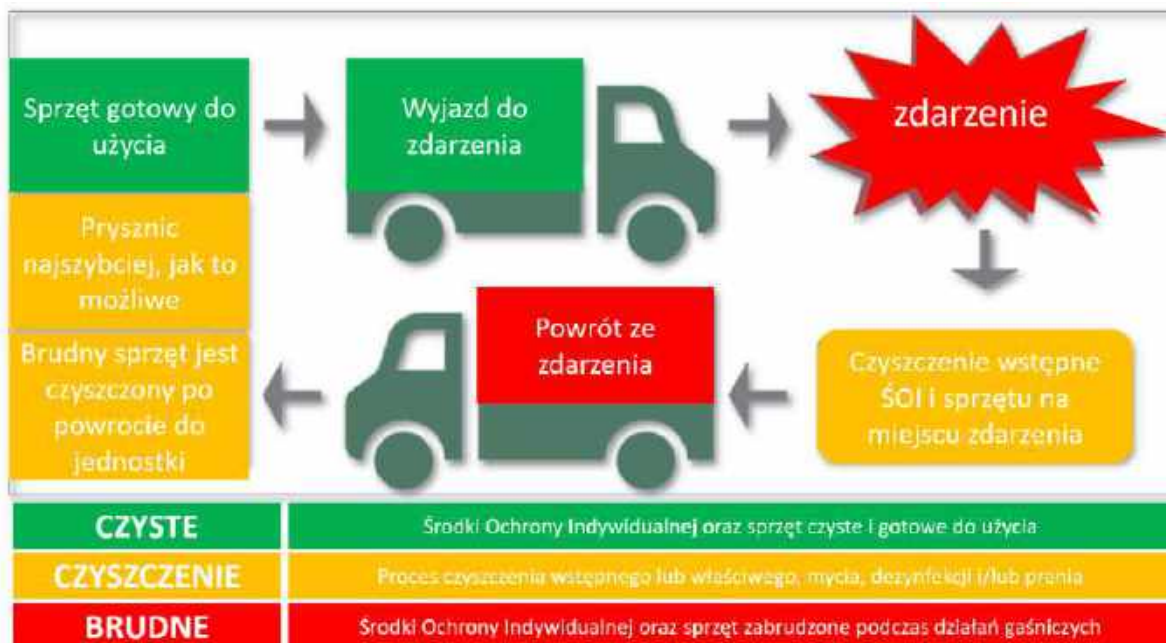 Sprzęt gotowy do
użycia
Wyjazd do
zdarzenia
zdarzenie
Prysznic
najszybciej, jak to
możliwe
Brudny sprzęt jest
czyszczony po
powrocie do
jednostki
Powrót ze
zdarzenia
Czyszczenie wstępne
ŚOI i sprzętu na
miejscu zdarzenia
CZYSTE
Środki Ochrony Indywidualnej oraz sprzęt czyste i gotowe do użycia
CZYSZCZENIE
Proces czyszczenia wstępnego lub właściwego, mycia, dezynfekcji i/lub prania
BRUDNE
Środki Ochrony Indywidualnej oraz sprzęt zabrudzone podczas działań gaśniczych